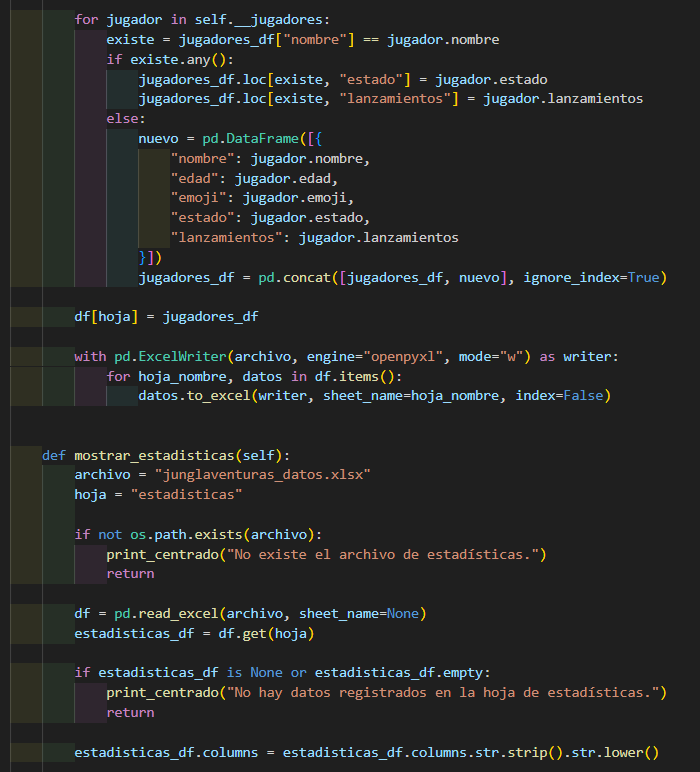 for jugador in self.__jugadores:
existe = jugadores_df["nombre"] == jugador.nombre
if existe.any():
jugadores_df.loc[existe, "estado"] = jugador.estado
jugadores_df.loc[existe, "lanzamientos"] = jugador.lanzamientos
else:
nuevo = pd.DataFrame([{
"nombre": jugador.nombre,
"edad": jugador.edad,
"emoji": jugador.emoji,
"estado": jugador.estado,
"lanzamientos": jugador.lanzamientos
}])
jugadores_df = pd.concat([jugadores_df, nuevo], ignore_index=True)
df[hoja] = jugadores_df
with pd.ExcelWriter(archivo, engine="openpyxl", mode="w") as writer:
for hoja_nombre, datos in df.items():
datos.to_excel(writer, sheet_name=hoja_nombre, index=False)
def mostrar_estadisticas(self):
archivo = "junglaventuras_datos.xlsx"
hoja = "estadisticas"
if not os.path.exists(archivo):
print_centrado("No existe el archivo de estadísticas.")
return
df = pd.read_excel(archivo, sheet_name=None)
estadisticas_df = df.get(hoja)
if estadisticas_df is None or estadisticas_df.empty:
print_centrado("No hay datos registrados en la hoja de estadísticas.")
return
estadisticas_df.columns = estadisticas_df.columns.str.strip().str.lower()